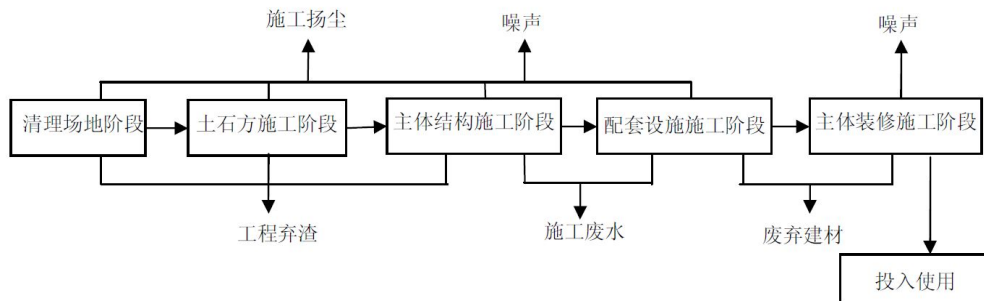 施工扬尘
噪声
噪声
清理场地阶段
土石方施工阶段
主体结构施工阶段
配套设施施工阶段
主体装修施工阶段
工程弃渣
施工废水
废弃建材
投入使用